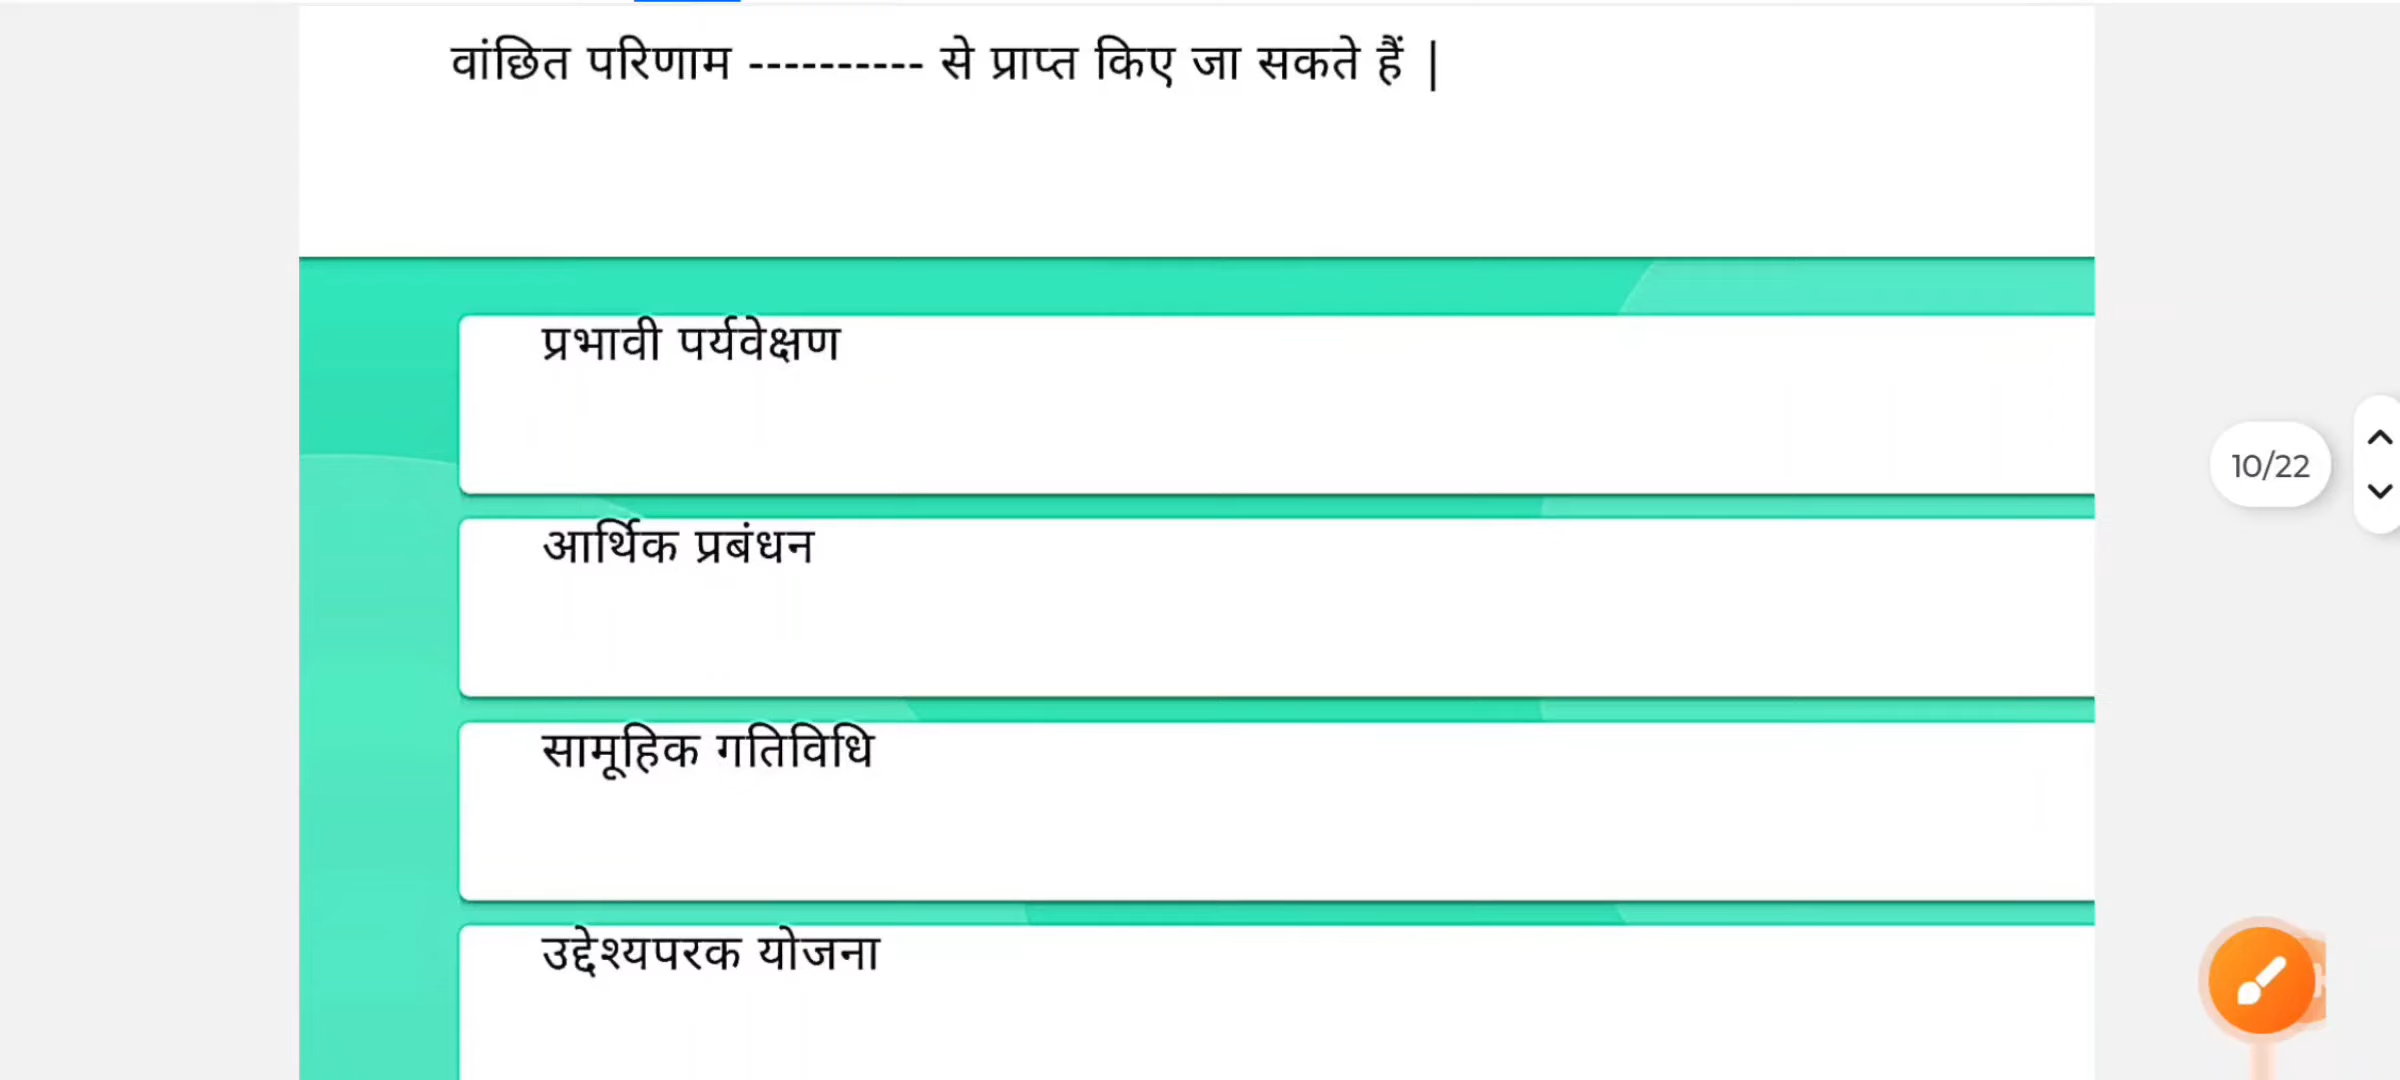 वांछित परिणाम ---------- से प्राप्त किए जा सकते हैं |
प्रभावी पर्यवेक्षण
आर्थिक प्रबंधन
10/22
सामूहिक गतिविधि
उद्देश्यपरक योजना